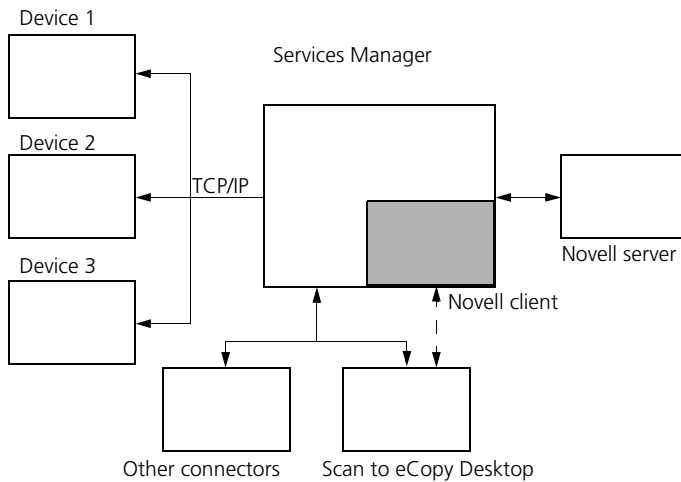 Device 1
Services Manager
Device 2
TCP/IP
Novell server
Device 3
Novell client
Other connectors
Scan to eCopy Desktop